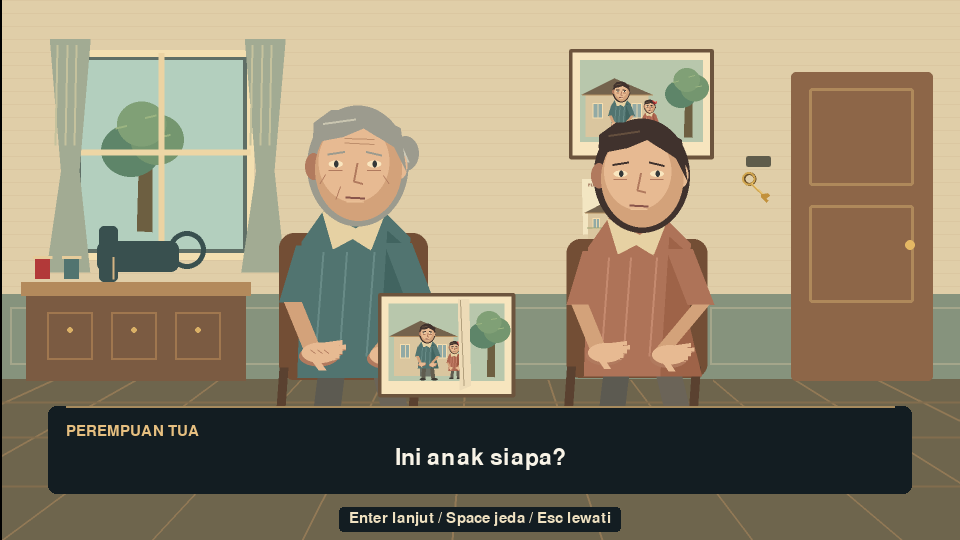 PEREMPUAN TUA
Ini anak siapa?
Enter lanjut / Space jeda / Esc lewati